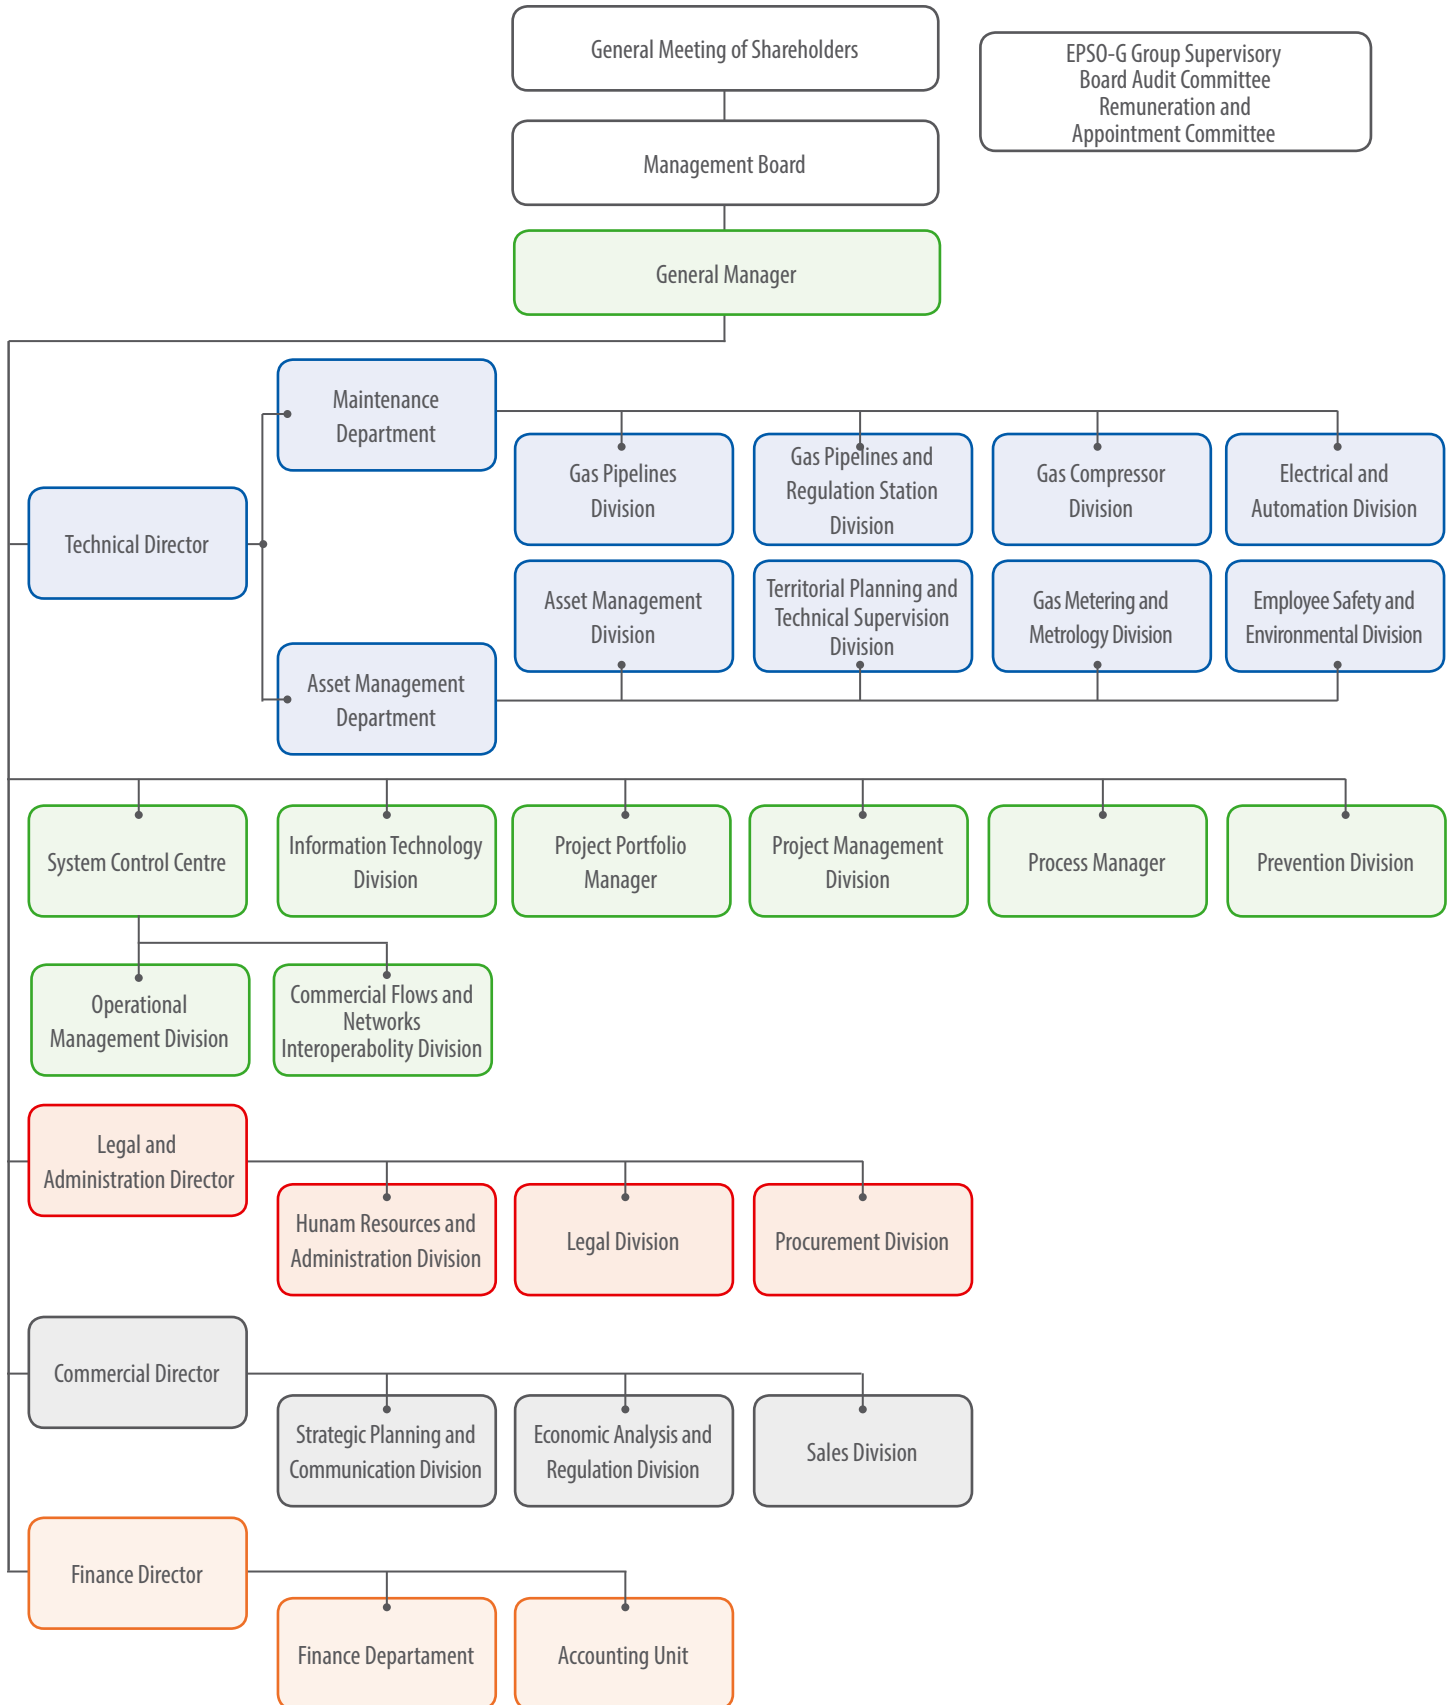 General Meeting of Shareholders
EPSO-G Group Supervisory
Board Audit Committee
Remuneration and
Appointment Committee
Management Board
General Manager
Maintenance
Department
Gas Pipelines
Division
Gas Pipelines and
Regulation Station
Division
Gas Compressor
Division
Electrical and
Automation Division
Technical Director
Asset Management
Division
Territorial Planning and
Technical Supervision
Division
Gas Metering and
Metrology Division
Employee Safety and
Environmental Division
Asset Management
Department
System Control Centre
Information Technology
Division
Project Portfolio
Manager
Project Management
Division
Process Manager
Prevention Division
Operational
Management Division
Commercial Flows and
Networks
Interoperabolity Division
Legal and
Administration Director
Hunam Resources and
Administration Division
Legal Division
Procurement Division
Commercial Director
Strategic Planning and
Communication Division
Economic Analysis and
Regulation Division
Sales Division
Finance Director
Finance Departament
Accounting Unit